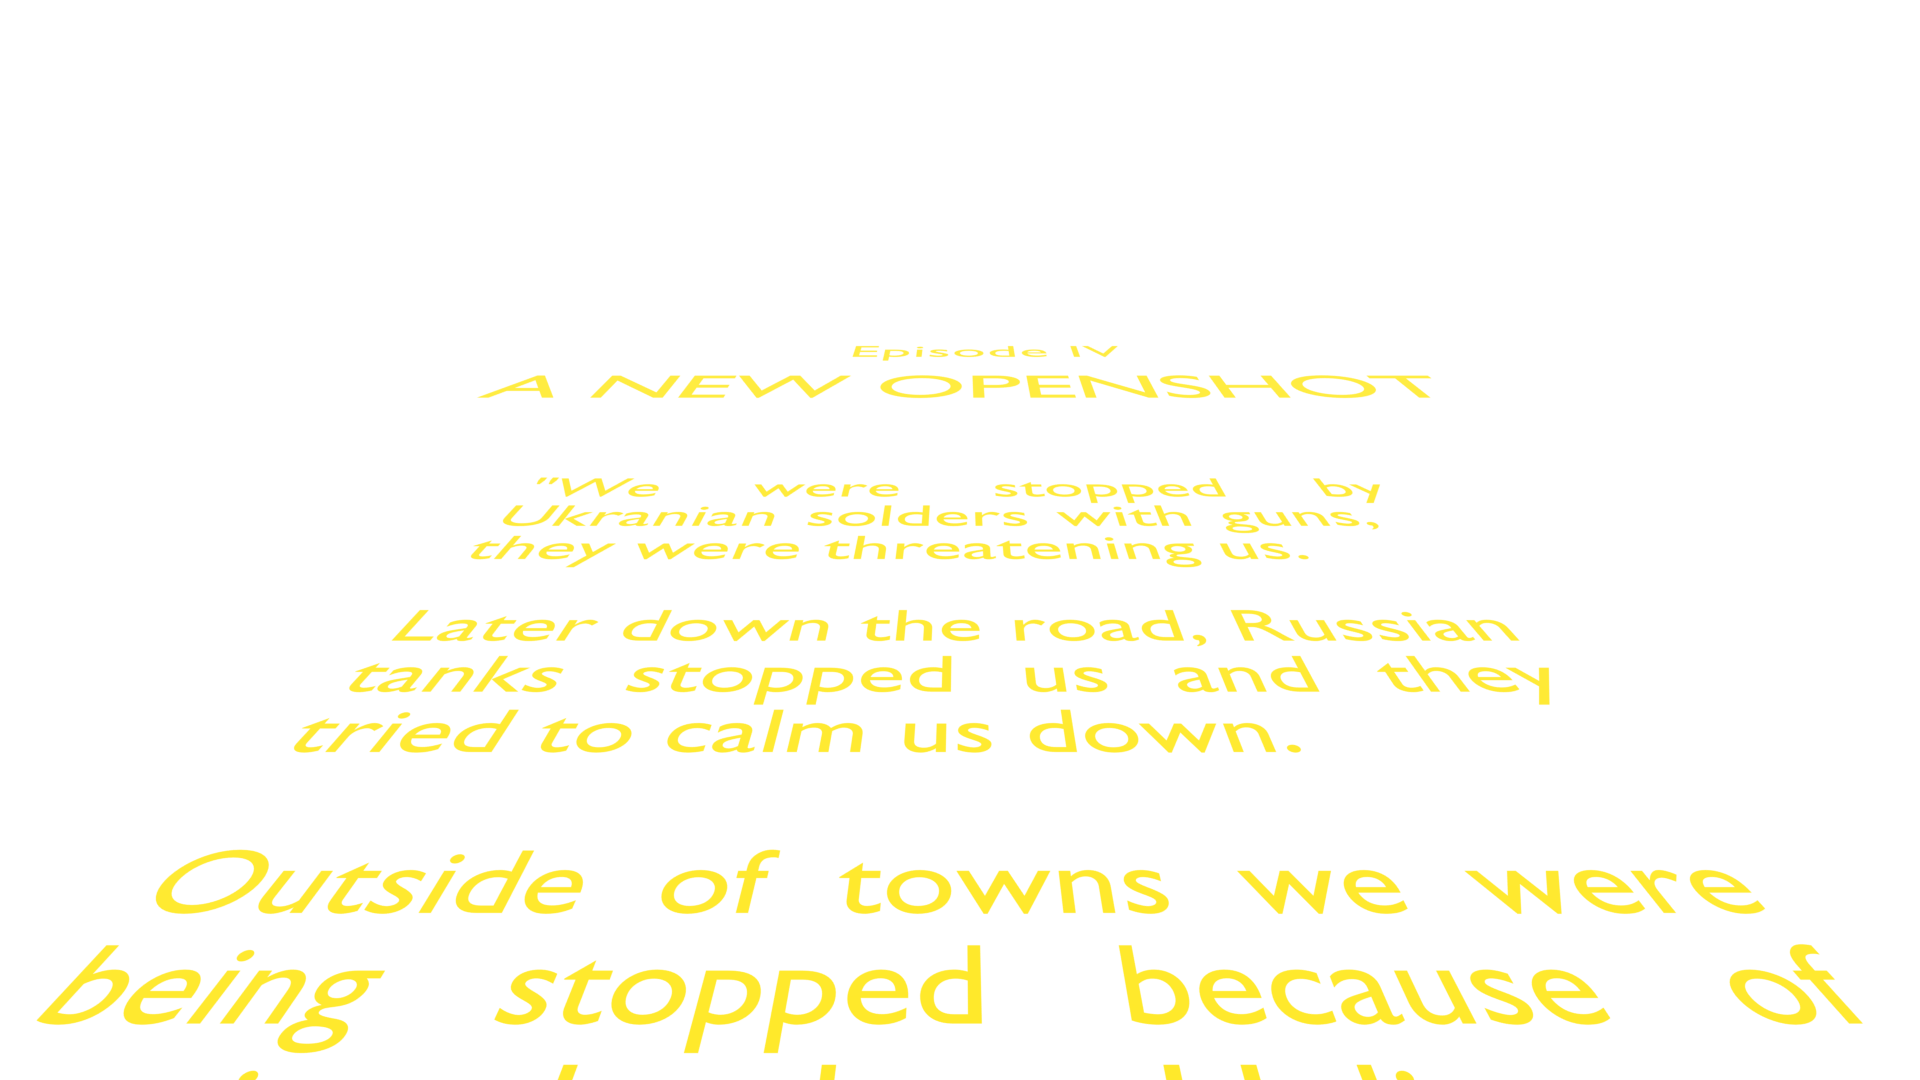 Episode IV
A NEW OPENSHOT
"We were stopped by
Ukranian solders with guns,
they were threatening us.
Later down the road, Russian
tanks stopped us and they
tried to calm us down.
Outside of towns we were
being stopped because of